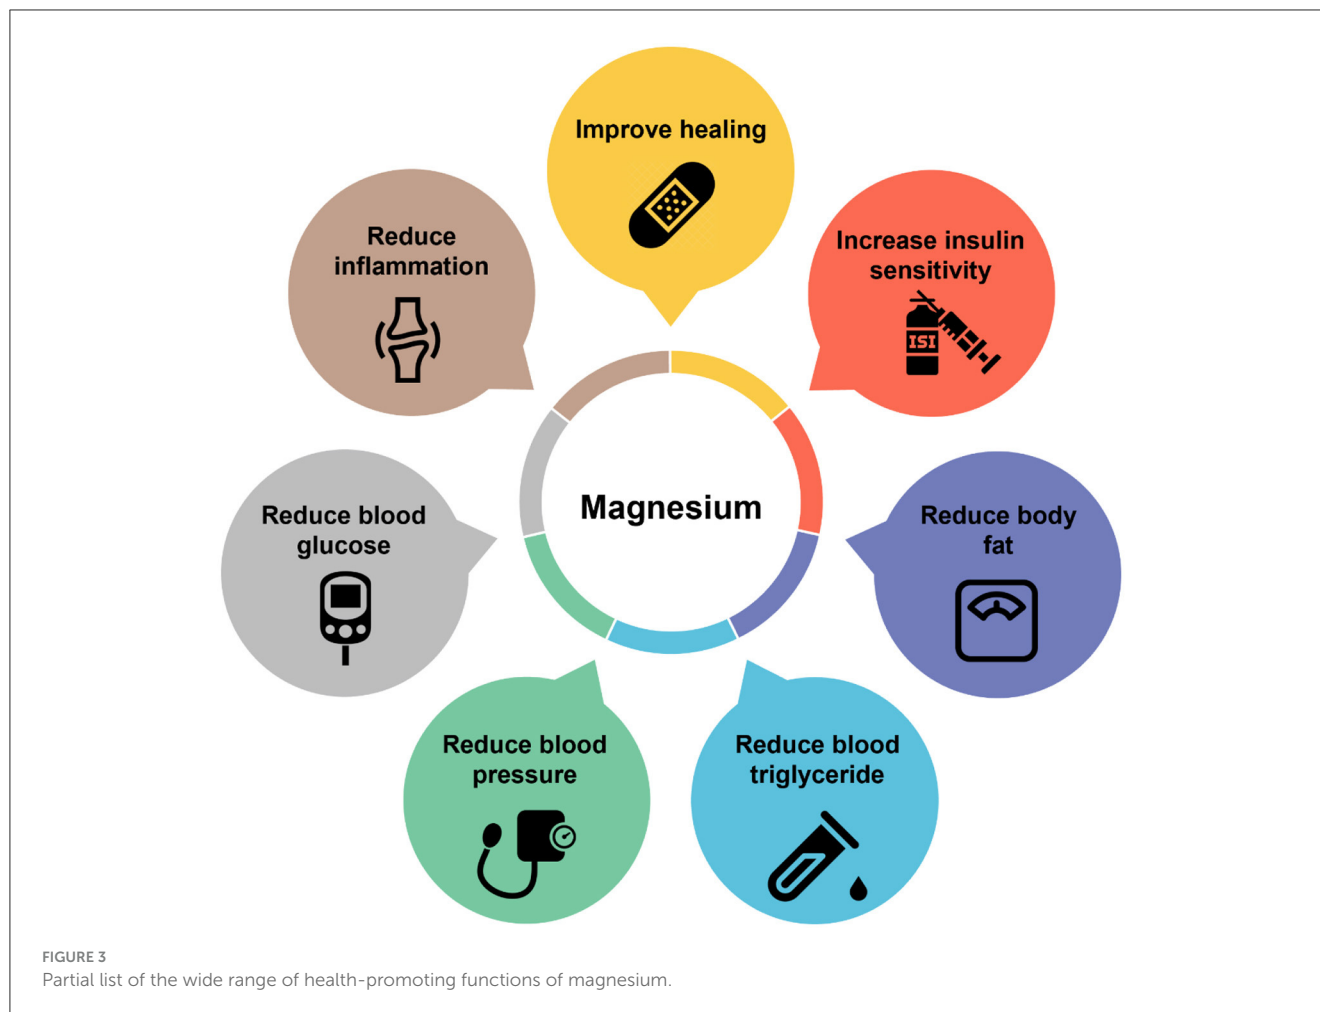 Improve healing
Increase insulin
sensitivity
ISI
Reduce body
fat
Reduce blood
triglyceride
Reduce blood
pressure
Reduce blood
glucose
Reduce
inflammation
Magnesium
FIGURE 3
Partial list of the wide range of health-promoting functions of magnesium.